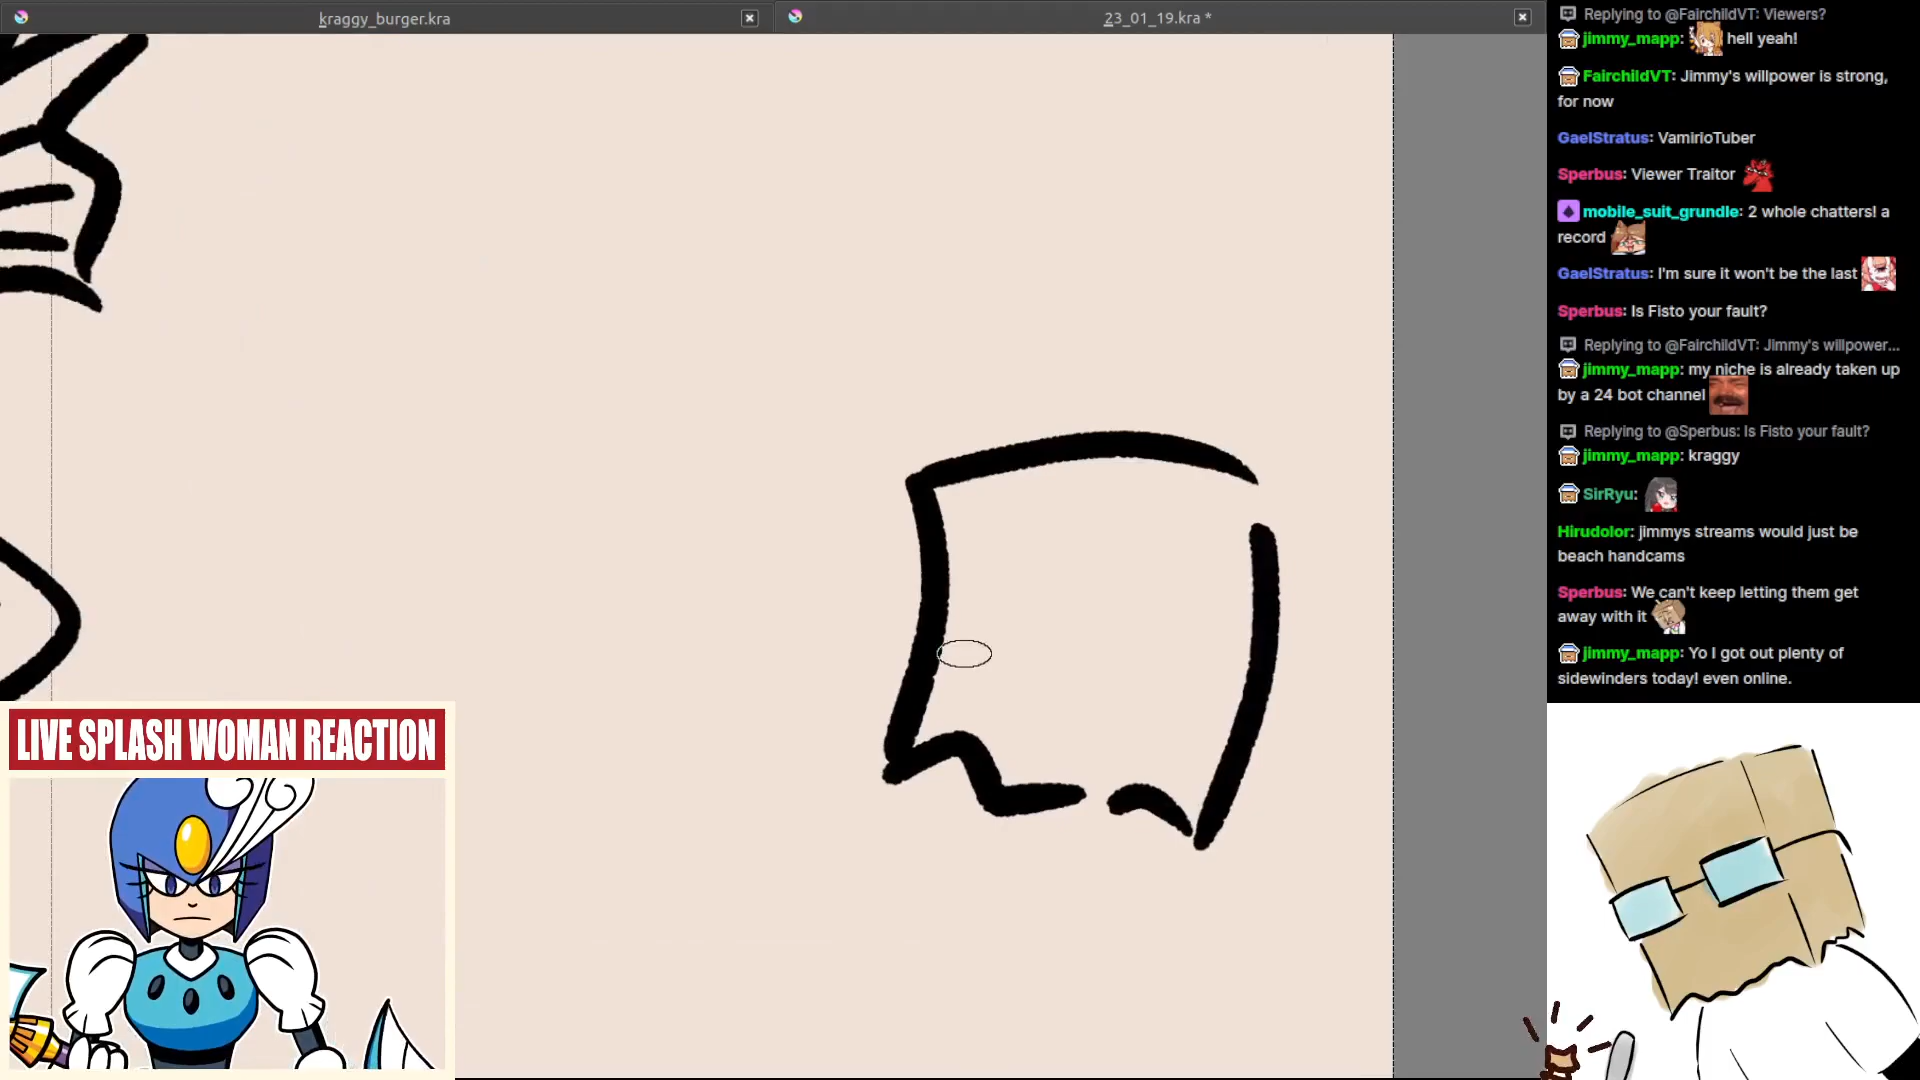 kraggy_burger.kra
23_01_19.kra *
Replying to @FairchildVT: Viewers?
jimmy_mapp: hell yeah!
FairchildVT: Jimmy's willpower is strong,
for now
GaelStratus: VamirioTuber
Sperbus: Viewer Traitor
mobile_suit_grundle: 2 whole chatters! a
record
GaelStratus: I'm sure it won't be the last
Sperbus: Is Fisto your fault?
Replying to @FairchildVT: Jimmy's willpower...
jimmy_mapp: my niche is already taken up
by a 24 bot channel
Replying to @Sperbus: Is Fisto your fault?
jimmy_mapp: kraggy
SirRyu:
Hirudolor: jimmys streams would just be
beach handcams
Sperbus: We can't keep letting them get
away with it
jimmy_mapp: Yo I got out plenty of
sidewinders today! even online.
LIVE SPLASH WOMAN REACTION